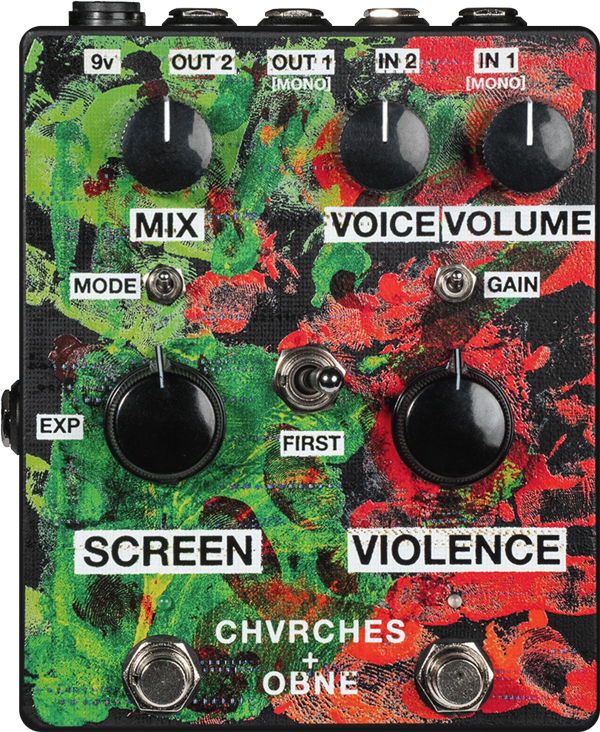 9v
OUT 2
OUT 1
[MONO]
IN 2
IN 1
[MONO]
MIX
VOICE
VOLUME
MODE
GAIN
EXP
FIRST
SCREEN
VIOLENCE
CHVRCHES
+
OBNE